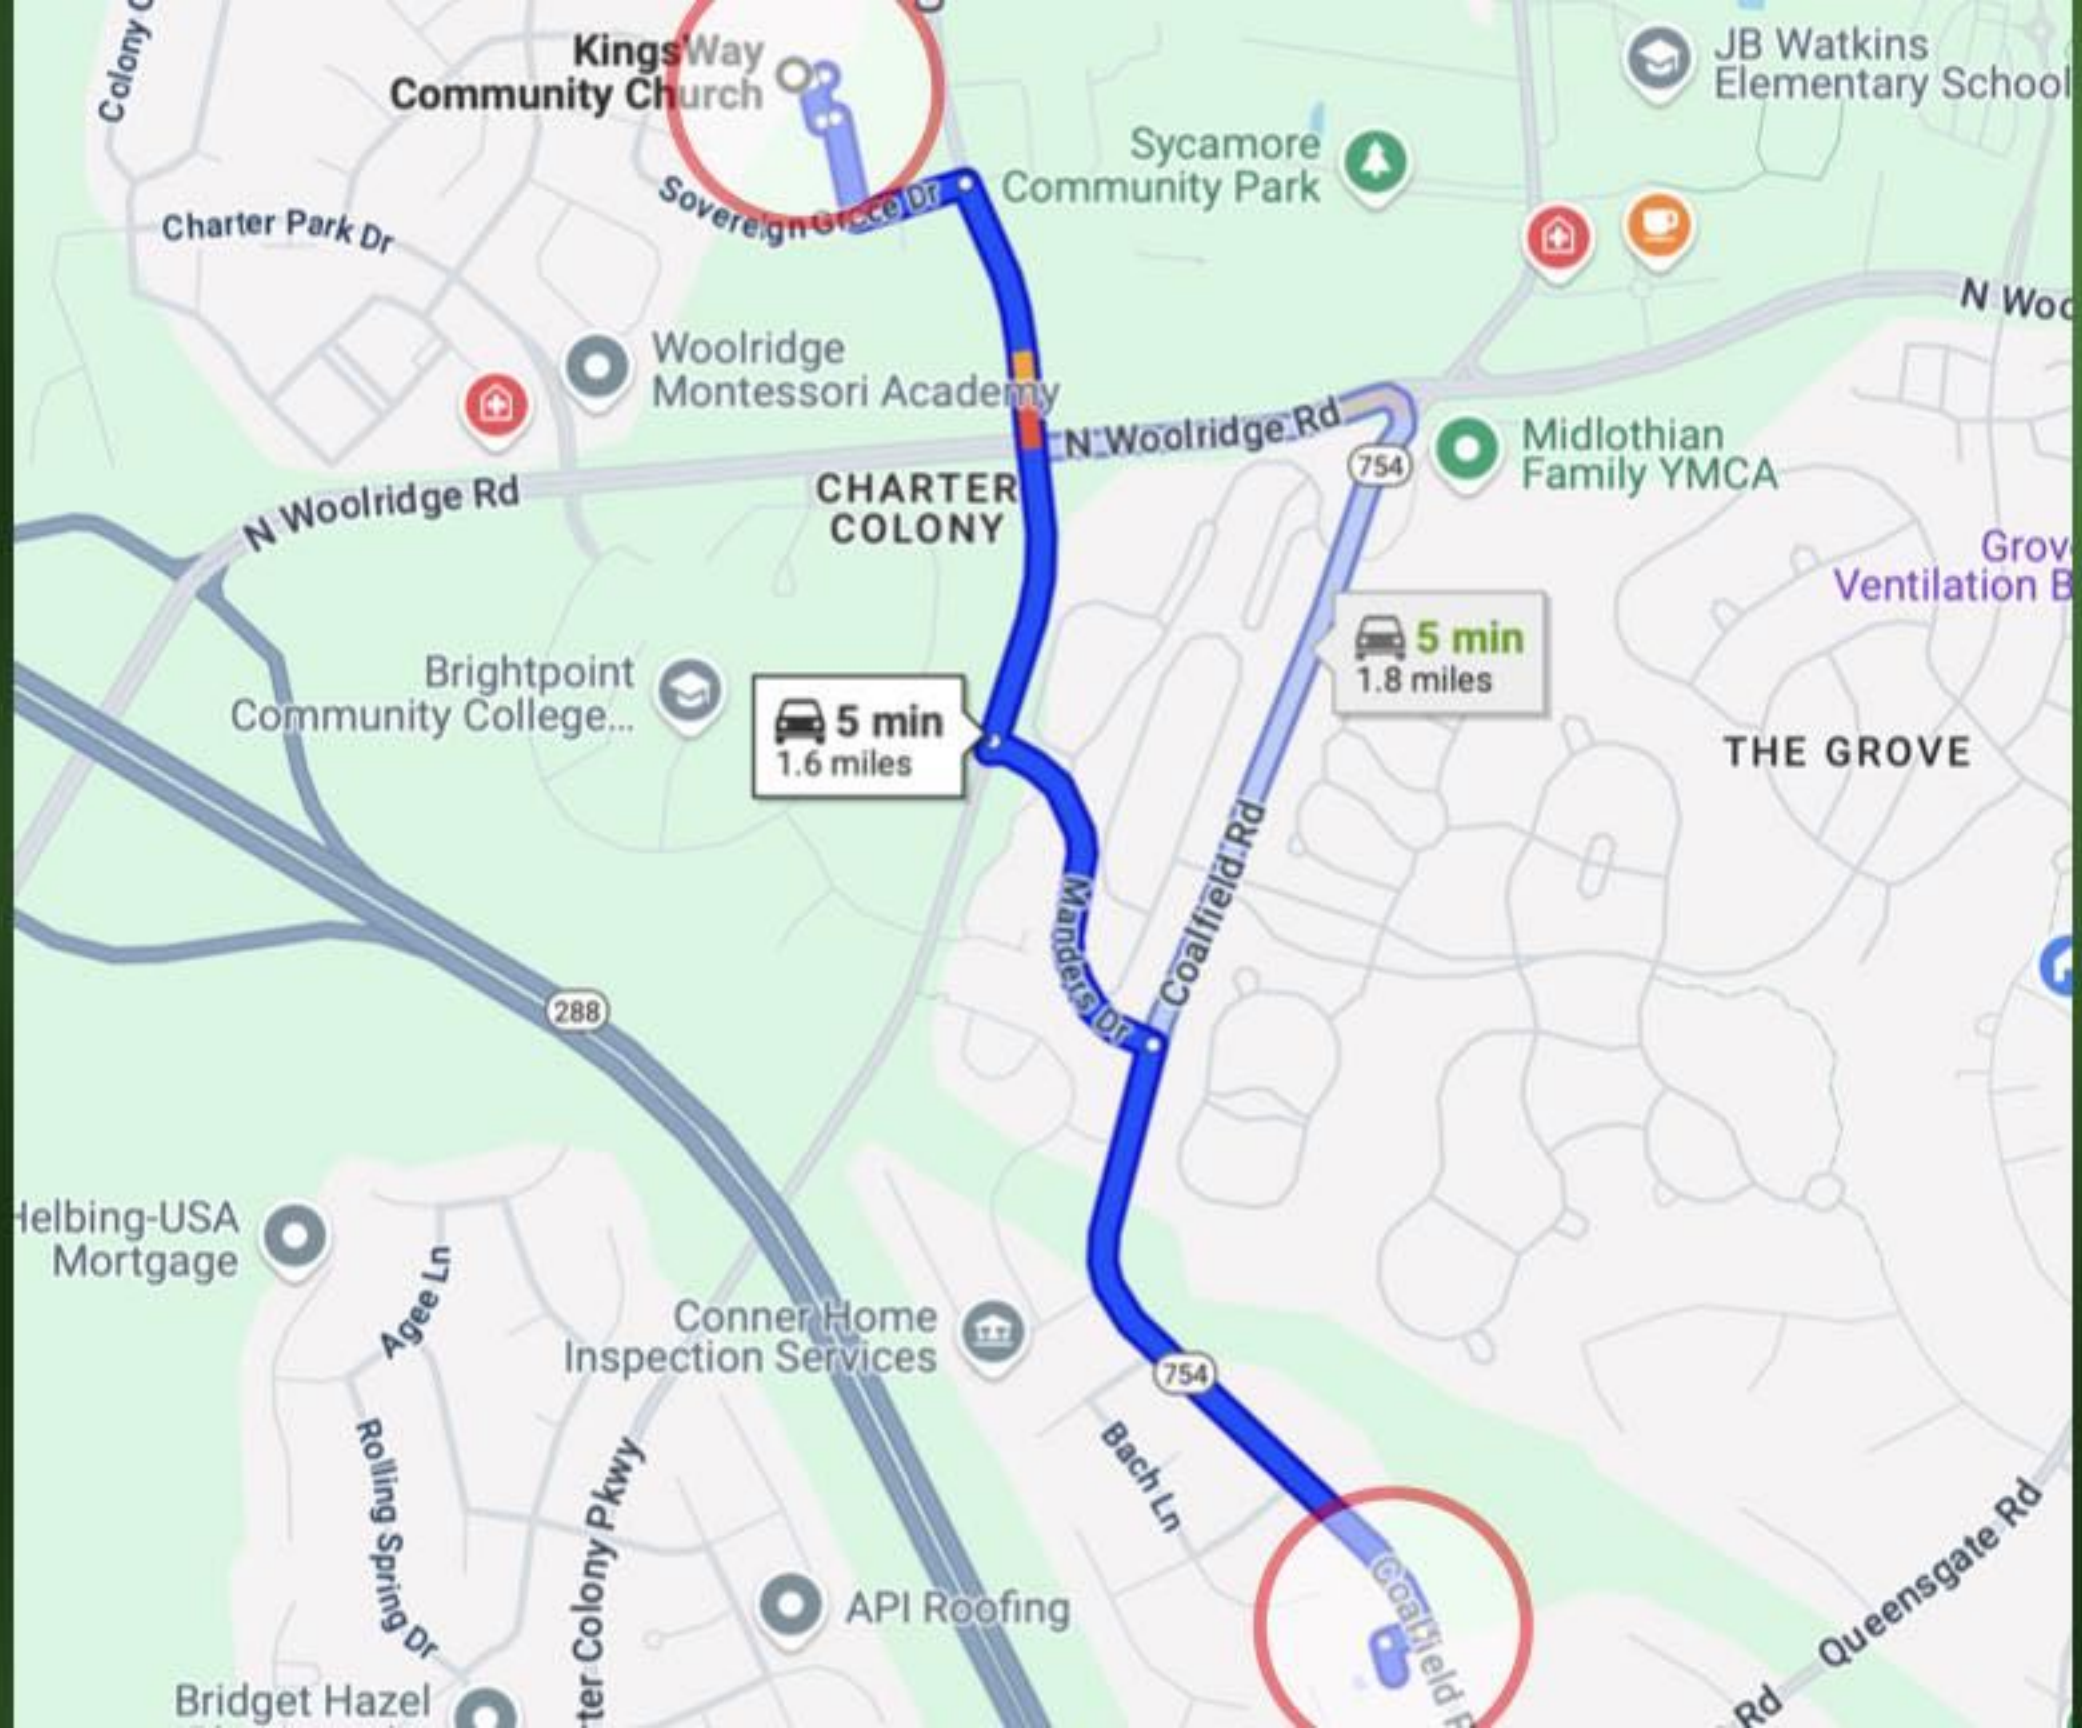 Colony
KingsWay
Community Church
JB Watkins
Elementary School
Sycamore
Community Park
Sovereign Grace Dr
Charter Park Dr
N Woo
Woolridge
Montessori Academy
N Woolridge Rd
754
Midlothian
Family YMCA
CHARTER
COLONY
N Woolridge Rd
Grov
Ventilation B
5 min
1.8 miles
Brightpoint
Community College...
5 min
1.6 miles
THE GROVE
Coalfield Rd
Manders Dr
288
Helbing-USA
Mortgage
Agee Ln
Conner Home
Inspection Services
754
Bach Ln
Rolling Spring Dr
rter Colony Pkwy
Coalfield R
Queensgate Rd
API Roofing
Rd
Bridget Hazel